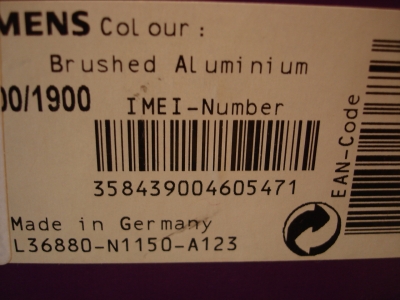 MENS Colour:
Brushed Aluminium
00/1900 IMEI-Number
358439004605471
EAN-Code
Made in Germany
L36880-N1150-A123